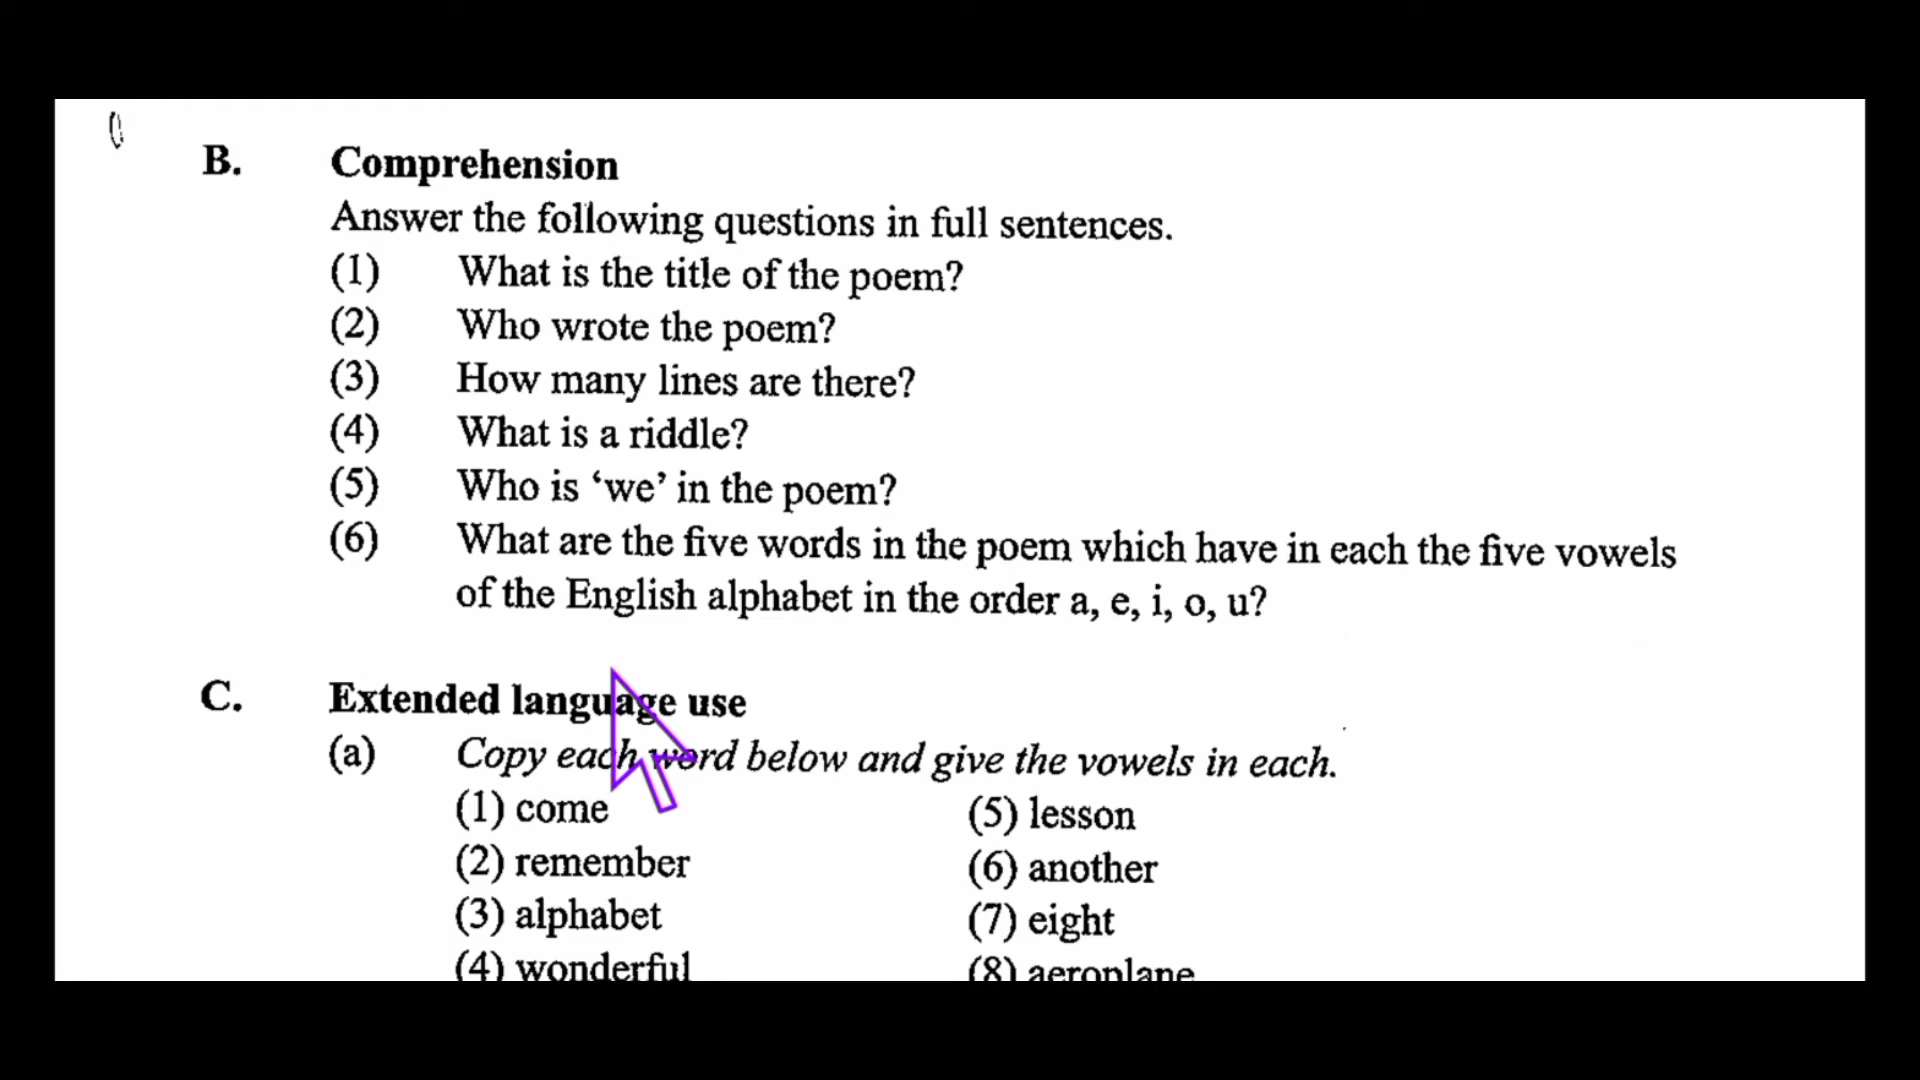 B. Comprehension
Answer the following questions in full sentences.
(1) What is the title of the poem?
(2) Who wrote the poem?
(3) How many lines are there?
(4) What is a riddle?
(5) Who is ‘we’ in the poem?
(6) What are the five words in the poem which have in each the five vowels
of the English alphabet in the order a, e, i, o, u?
C. Extended language use
(a) Copy each word below and give the vowels in each.
(1) come (5) lesson
(2) remember (6) another
(3) alphabet (7) eight
(4) wonderful (8) aeroplane